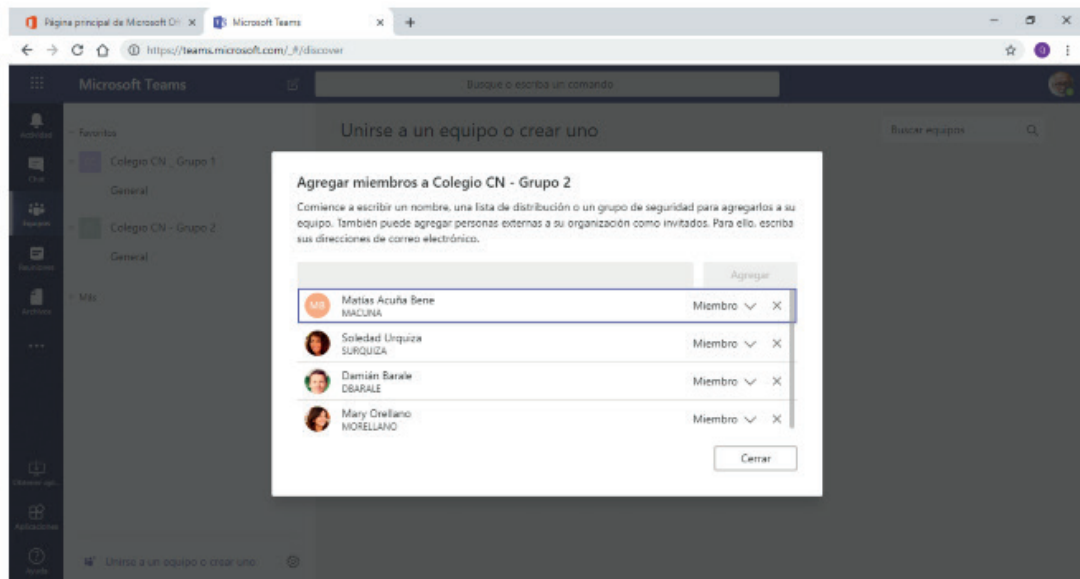 Página principal de Microsoft Of
Microsoft Teams
https://teams.microsoft.com/_#/discover
Microsoft Teams
Busque o escriba un comando
Actividad
Chat
Equipos
Reuniones
Archivos
Aplicaciones
Ayuda
Favoritos
Colegio CN _ Grupo 1
General
Colegio CN - Grupo 2
General
Más
Unirse a un equipo o crear uno
Unirse a un equipo o crear uno
Buscar equipos
Agregar miembros a Colegio CN - Grupo 2
Comience a escribir un nombre, una lista de distribución o un grupo de seguridad para agregarlos a su
equipo. También puede agregar personas externas a su organización como invitados. Para ello, escriba
sus direcciones de correo electrónico.
Agregar
MB
Matías Acuña Bene
MACUNA
Miembro
Soledad Urquiza
SURQUIZA
Miembro
Damián Barale
DBARALE
Miembro
Mary Orellano
MORELLANO
Miembro
Cerrar